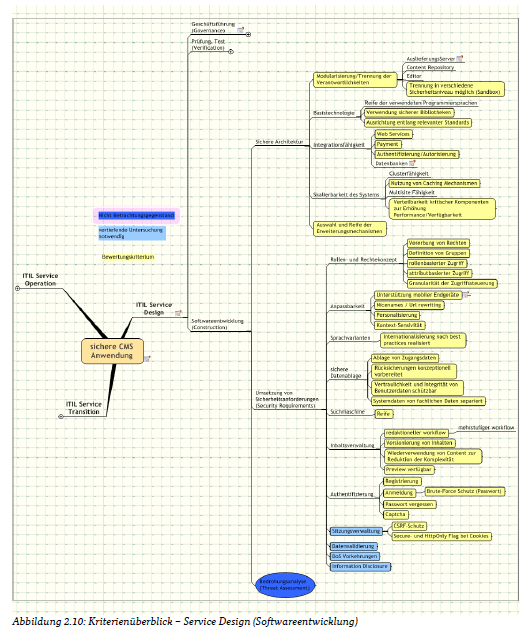 Geschäftsführung
(Governance)
Prüfung, Test
(Verification)
Auslieferungsserver
Content Repository
Editor
Trennung in verschiedene
Sicherheitsniveau möglich (Sandbox)
Modularisierung/Trennung der
Verantwortlichkeiten
Reife der verwendeten Programmiersprachen
Verwendung sicherer Bibliotheken
Ausrichtung entlang relevanter Standards
Basistechnologie
Sichere Architektur
Web Services
Payment
Authentifizierung/Autorisierung
Datenbanken
Integrationsfähigkeit
Clusterfähigkeit
Nutzung von Caching Mechanismen
Multisite Fähigkeit
Verteilbarkeit kritischer Komponenten
zur Erhöhung
Performance/Verfügbarkeit
Skalierbarkeit des Systems
Auswahl und Reife der
Erweiterungsmechanismen
Nicht Betrachtungsgegenstand
vertiefende Untersuchung
notwendig
Bewertungskriterium
ITIL Service
Operation
ITIL Service
Design
sichere CMS
Anwendung
ITIL Service
Transition
Softwareentwicklung
(Construction)
Vererbung von Rechten
Definition von Gruppen
rollenbasierter Zugriff
attributbasierter Zugriff
Granularität der Zugriffssteuerung
Rollen- und Rechtekonzept
Unterstützung mobiler Endgeräte
Nicenames / Url rewriting
Personalisierung
Kontext-Sensivität
Anpassbarkeit
Sprachvarianten
Internationalisierung nach best
practices realisiert
Ablage von Zugangsdaten
Rücksicherungen konzeptionell
vorbereitet
Vertraulichkeit und Integrität von
Benutzerdaten schützbar
Systemdaten von fachlichen Daten separiert
sichere
Datenablage
Umsetzung von
Sicherheitsanforderungen
(Security Requirements)
Suchmaschine
Reife
redaktioneller workflow
mehrstufiger workflow
Versionierung von Inhalten
Wiederverwendung von Content zur
Reduktion der Komplexität
Preview verfügbar
Inhaltsverwaltung
Registrierung
Anmeldung
Brute-Force Schutz (Passwort)
Passwort vergessen
Captcha
Authentifizierung
Sitzungsverwaltung
CSRF-Schutz
Secure- und HttpOnly Flag bei Cookies
Datenvalidierung
DoS Vorkehrungen
Information Disclosure
Bedrohungsanalyse
(Threat Assessment)
Abbildung 2.10: Kriterienüberblick – Service Design (Softwareentwicklung)